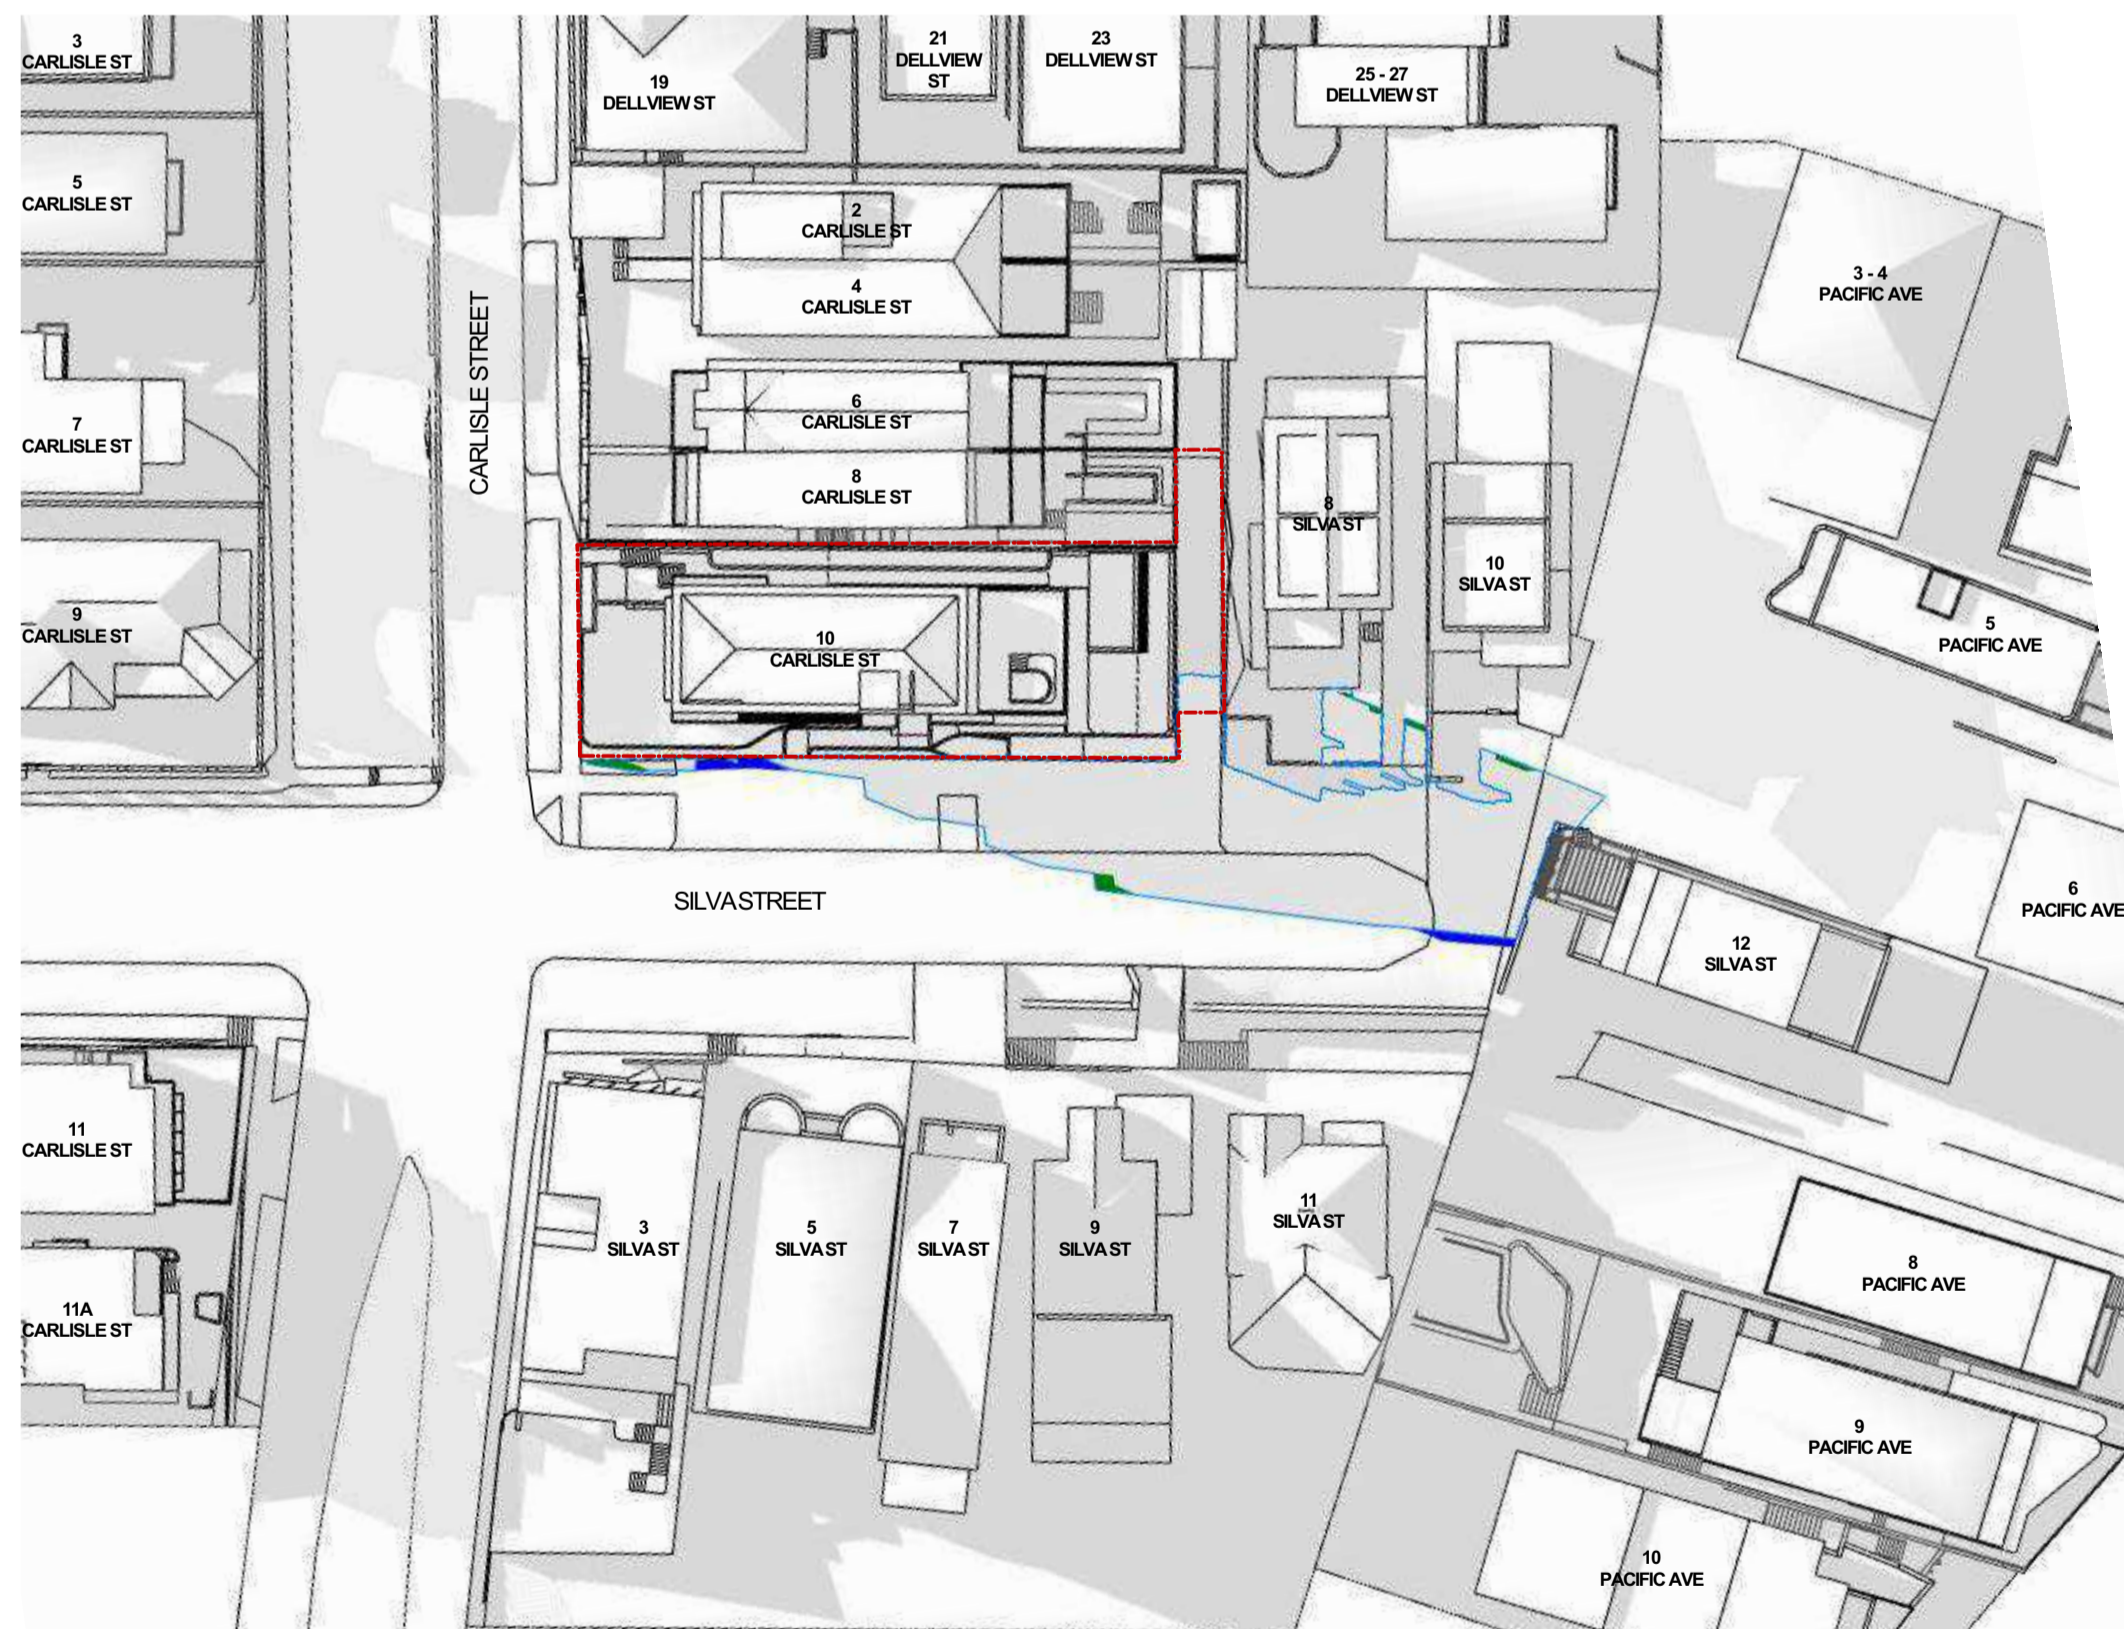 3
CARLISLE ST
19
DELLVIEW ST
21
DELLVIEW
ST
23
DELLVIEW ST
25 - 27
DELLVIEW ST
5
CARLISLE ST
2
CARLISLE ST
4
CARLISLE ST
3 - 4
PACIFIC AVE
CARLISLE STREET
7
CARLISLE ST
6
CARLISLE ST
8
CARLISLE ST
8
SILVA ST
10
SILVA ST
9
CARLISLE ST
10
CARLISLE ST
5
PACIFIC AVE
SILVA STREET
12
SILVA ST
6
PACIFIC AVE
11
CARLISLE ST
3
SILVA ST
5
SILVA ST
7
SILVA ST
9
SILVA ST
11
SILVA ST
8
PACIFIC AVE
11A
CARLISLE ST
9
PACIFIC AVE
10
PACIFIC AVE